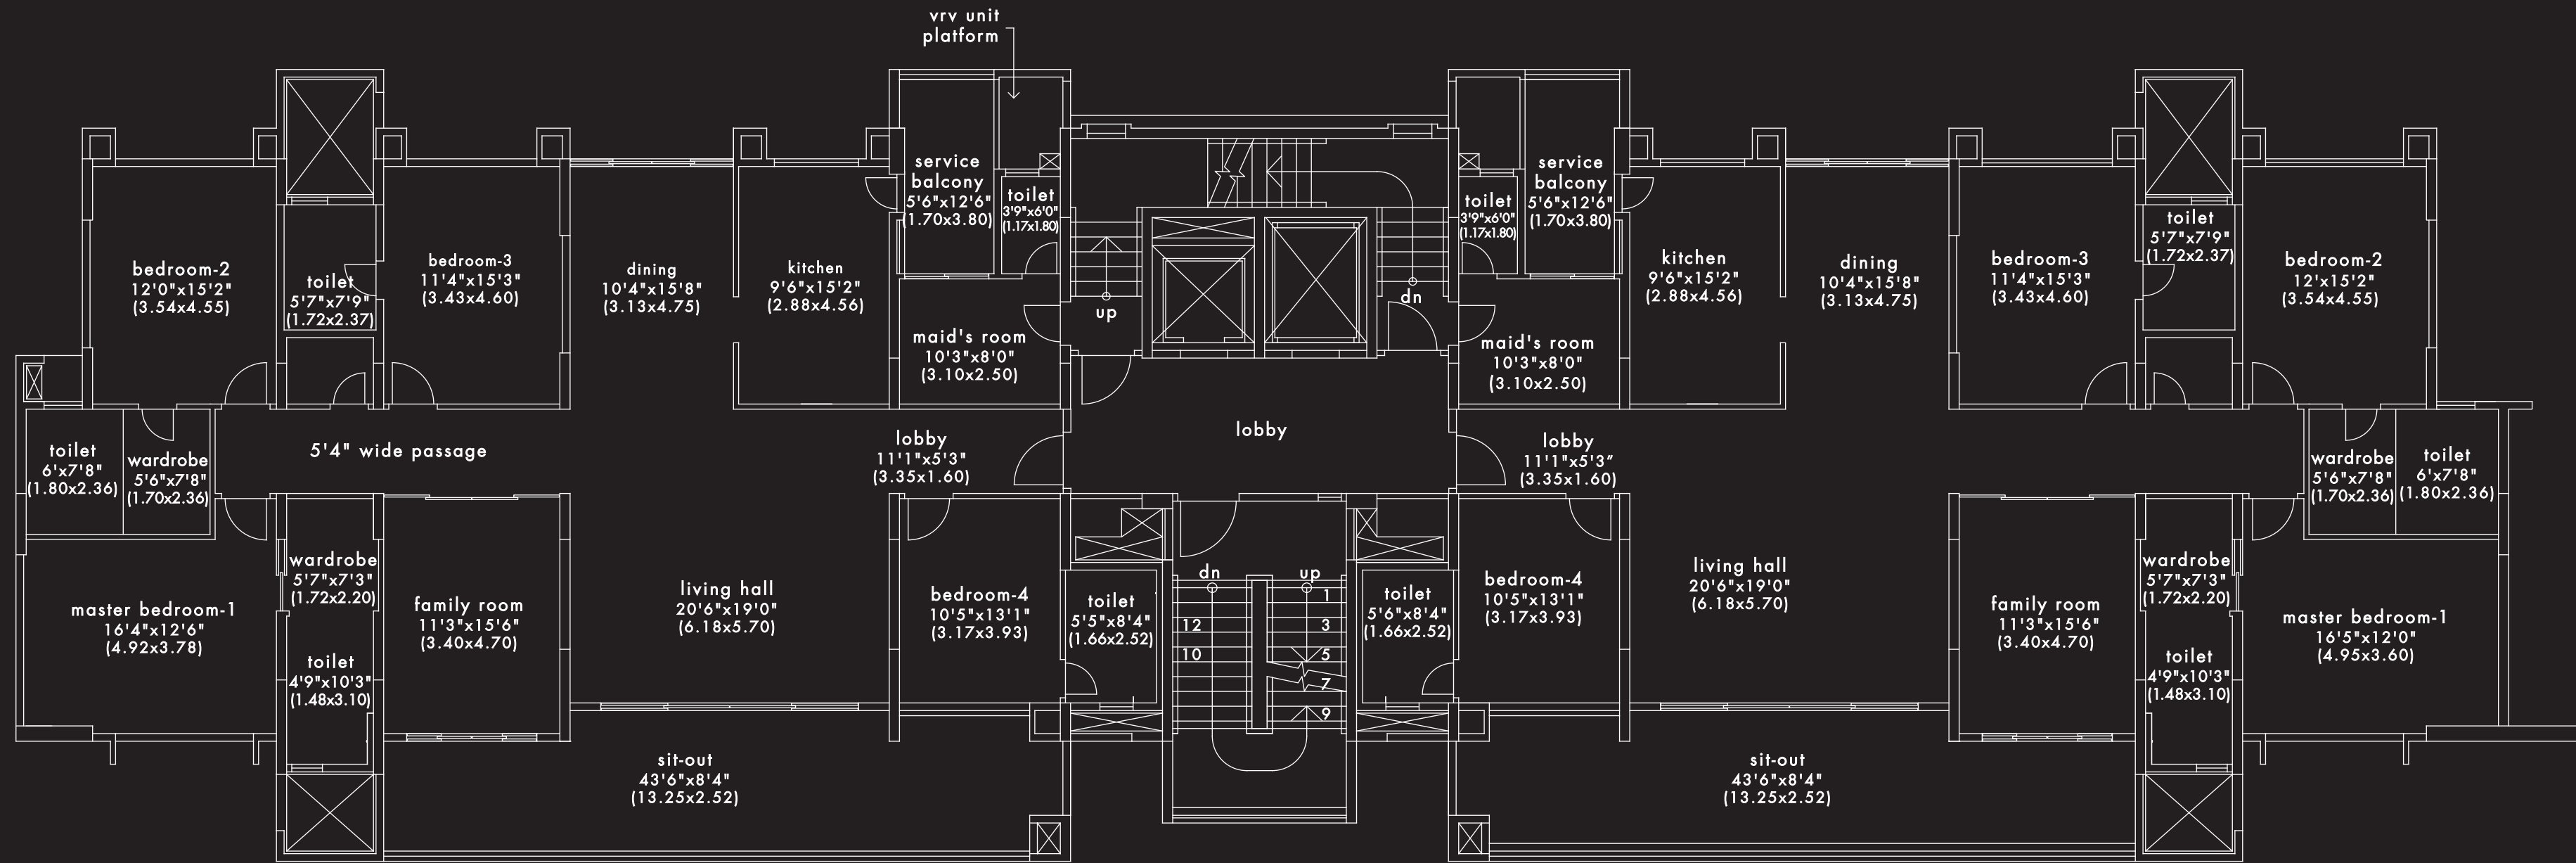 vrv unit
platform
service
balcony
5'6"x12'6"
(1.70x3.80)
toilet
3'9"x6'0"
(1.17x1.80)
toilet
3'9"x6'0"
(1.17x1.80)
service
balcony
5'6"x12'6"
(1.70x3.80)
bedroom-2
12'0"x15'2"
(3.54x4.55)
toilet
5'7"x7'9"
(1.72x2.37)
bedroom-3
11'4"x15'3"
(3.43x4.60)
dining
10'4"x15'8"
(3.13x4.75)
kitchen
9'6"x15'2"
(2.88x4.56)
maid's room
10'3"x8'0"
(3.10x2.50)
up
dn
maid's room
10'3"x8'0"
(3.10x2.50)
kitchen
9'6"x15'2"
(2.88x4.56)
dining
10'4"x15'8"
(3.13x4.75)
bedroom-3
11'4"x15'3"
(3.43x4.60)
toilet
5'7"x7'9"
(1.72x2.37)
bedroom-2
12'x15'2"
(3.54x4.55)
toilet
6'x7'8"
(1.80x2.36)
wardrobe
5'6"x7'8"
(1.70x2.36)
5'4" wide passage
lobby
11'1"x5'3"
(3.35x1.60)
lobby
lobby
11'1"x5'3”
(3.35x1.60)
wardrobe
5'6"x7'8"
(1.70x2.36)
toilet
6'x7'8"
(1.80x2.36)
master bedroom-1
16'4"x12'6"
(4.92x3.78)
wardrobe
5'7"x7'3"
(1.72x2.20)
toilet
4'9"x10'3"
(1.48x3.10)
family room
11'3"x15'6"
(3.40x4.70)
living hall
20'6"x19'0"
(6.18x5.70)
bedroom-4
10'5"x13'1"
(3.17x3.93)
toilet
5'5"x8'4"
(1.66x2.52)
dn
up
1
12
3
10
5
7
9
toilet
5'6"x8'4"
(1.66x2.52)
bedroom-4
10'5"x13'1"
(3.17x3.93)
living hall
20'6"x19'0"
(6.18x5.70)
family room
11'3"x15'6"
(3.40x4.70)
wardrobe
5'7"x7'3"
(1.72x2.20)
toilet
4'9"x10'3"
(1.48x3.10)
master bedroom-1
16'5"x12'0"
(4.95x3.60)
sit-out
43'6"x8'4"
(13.25x2.52)
sit-out
43'6"x8'4"
(13.25x2.52)